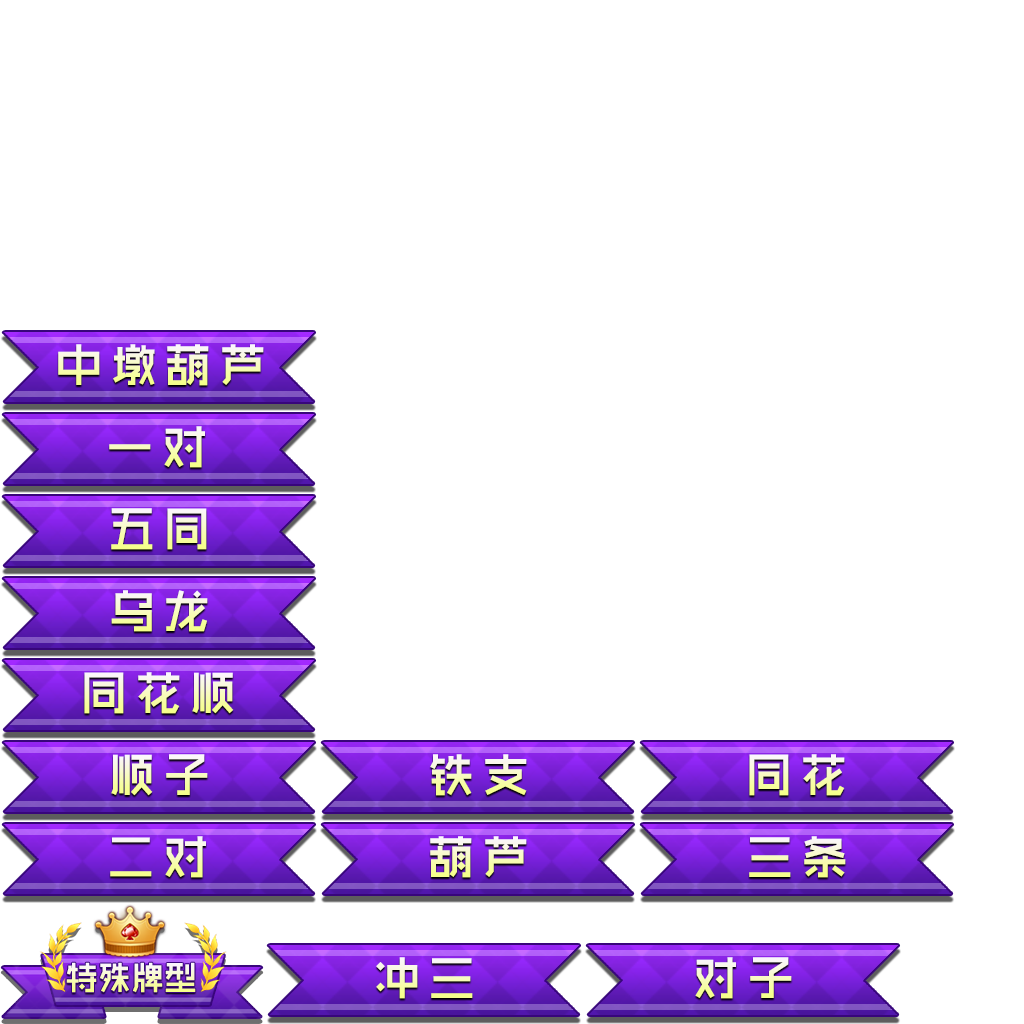 中墩葫芦
一对
五同
乌龙
同花顺
顺子 铁支 同花
二对 葫芦 三条
特殊牌型 冲三 对子